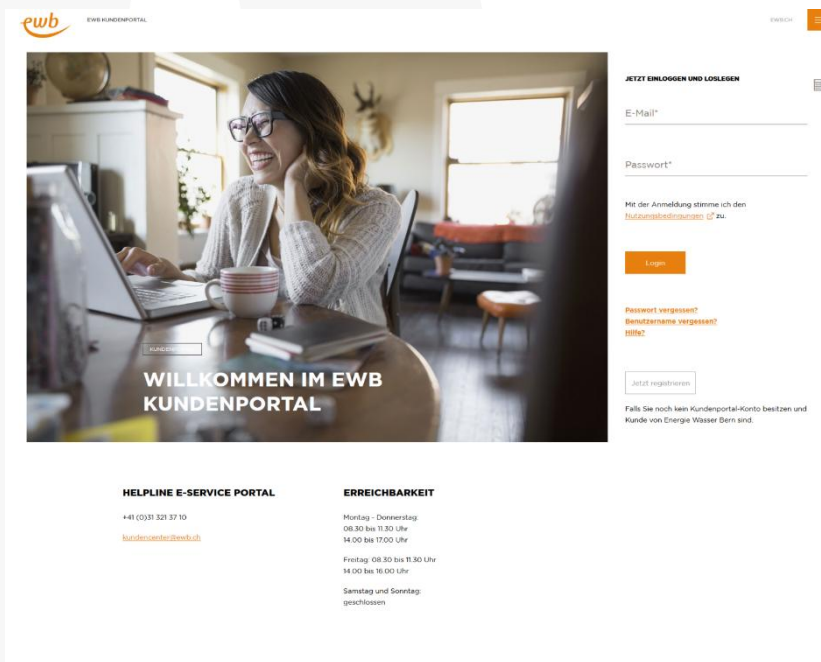 ewb
EWB KUNDENPORTAL
EWB.CH
JETZT EINLOGGEN UND LOSLEGEN
E-Mail*
Passwort*
Mit der Anmeldung stimme ich den
Nutzungsbedingungen zu.
Login
Passwort vergessen?
Benutzername vergessen?
Hilfe?
Jetzt registrieren
Falls Sie noch kein Kundenportal-Konto besitzen und
Kunde von Energie Wasser Bern sind.
WILLKOMMEN IM EWB
KUNDENPORTAL
HELPLINE E-SERVICE PORTAL
+41 (0)31 321 37 10
kundencenter@ewb.ch
ERREICHBARKEIT
Montag - Donnerstag:
08.30 bis 11.30 Uhr
14.00 bis 17.00 Uhr
Freitag: 08.30 bis 11.30 Uhr
14.00 bis 16.00 Uhr
Samstag und Sonntag:
geschlossen